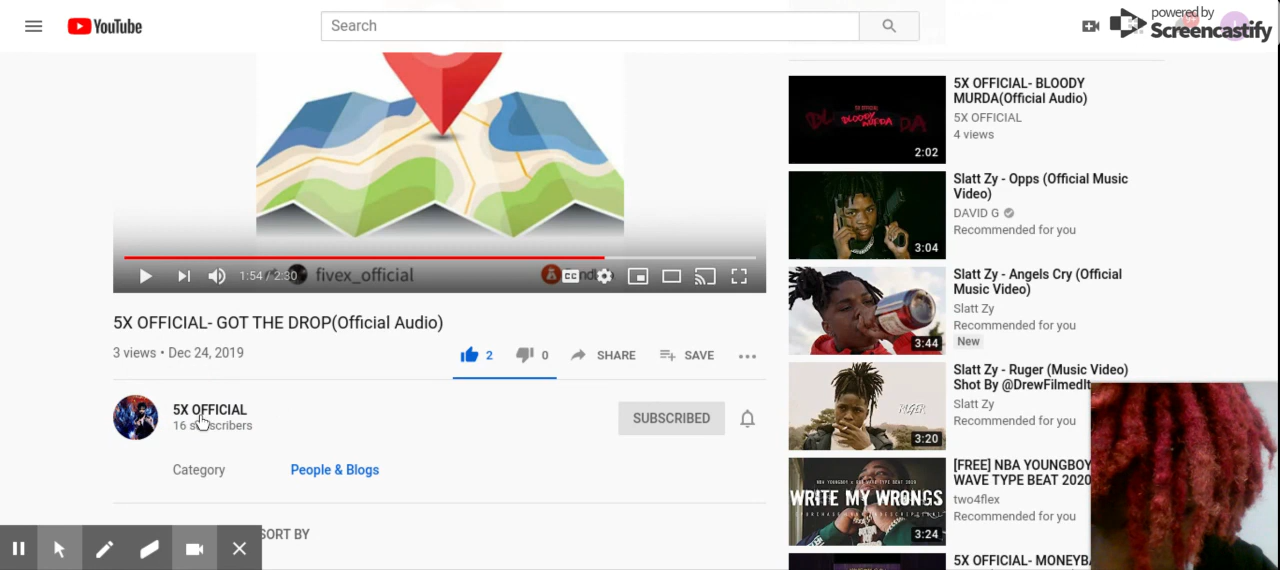 YouTube
Search
powered by
Screencastify
1:54 / 2:30
fivex_official
5X OFFICIAL- GOT THE DROP(Official Audio)
3 views • Dec 24, 2019
2
0
SHARE
SAVE
5X OFFICIAL
SUBSCRIBED
16 subscribers
Category
People & Blogs
SORT BY
BLOODY MURDA
2:02
5X OFFICIAL- BLOODY
MURDA(Official Audio)
5X OFFICIAL
4 views
3:04
Slatt Zy - Opps (Official Music
Video)
DAVID G
Recommended for you
3:44
Slatt Zy - Angels Cry (Official
Music Video)
Slatt Zy
Recommended for you
New
RUGER
3:20
Slatt Zy - Ruger (Music Video)
Shot By @DrewFilmedIt
Slatt Zy
Recommended for you
WRITE MY WRONGS
3:24
[FREE] NBA YOUNGBOY
WAVE TYPE BEAT 2020
two4flex
Recommended for you
5X OFFICIAL- MONEYBA